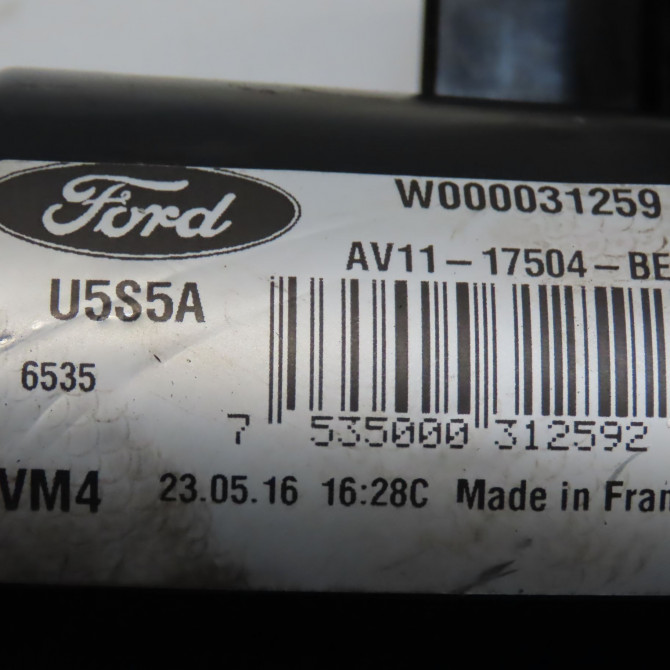 Ford
W000031259
AV11-17504-BE
U5S5A
6535
7 535000 312592
VM4 23.05.16 16:28C Made in Fran